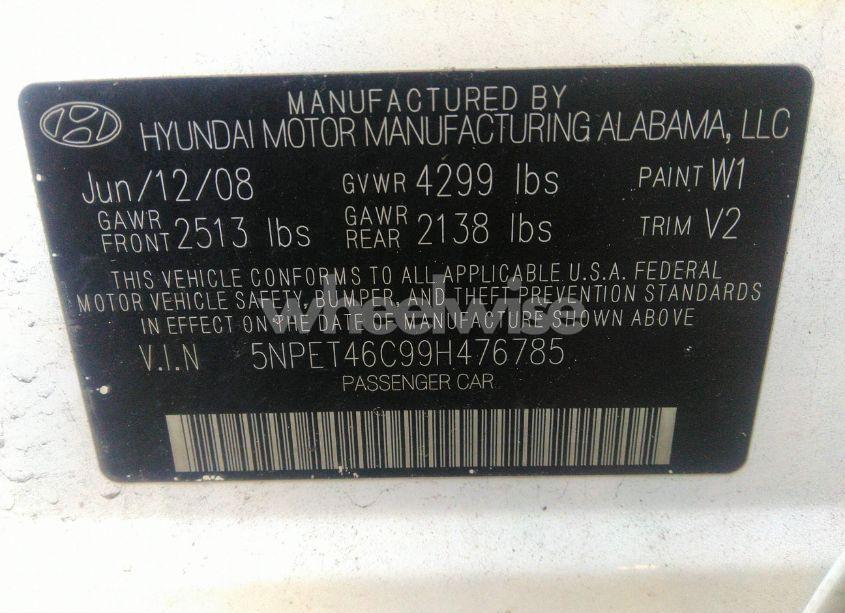 MANUFACTURED BY
HYUNDAI MOTOR MANUFACTURING ALABAMA, LLC
Jun/12/08 GVWR 4299 lbs PAINT W1
GAWR FRONT 2513 lbs GAWR REAR 2138 lbs TRIM V2
THIS VEHICLE CONFORMS TO ALL APPLICABLE U.S.A. FEDERAL
MOTOR VEHICLE SAFETY, BUMPER, AND THEFT PREVENTION STANDARDS
IN EFFECT ON THE DATE OF MANUFACTURE SHOWN ABOVE
wheelwise
V.I.N 5NPET46C99H476785
PASSENGER CAR